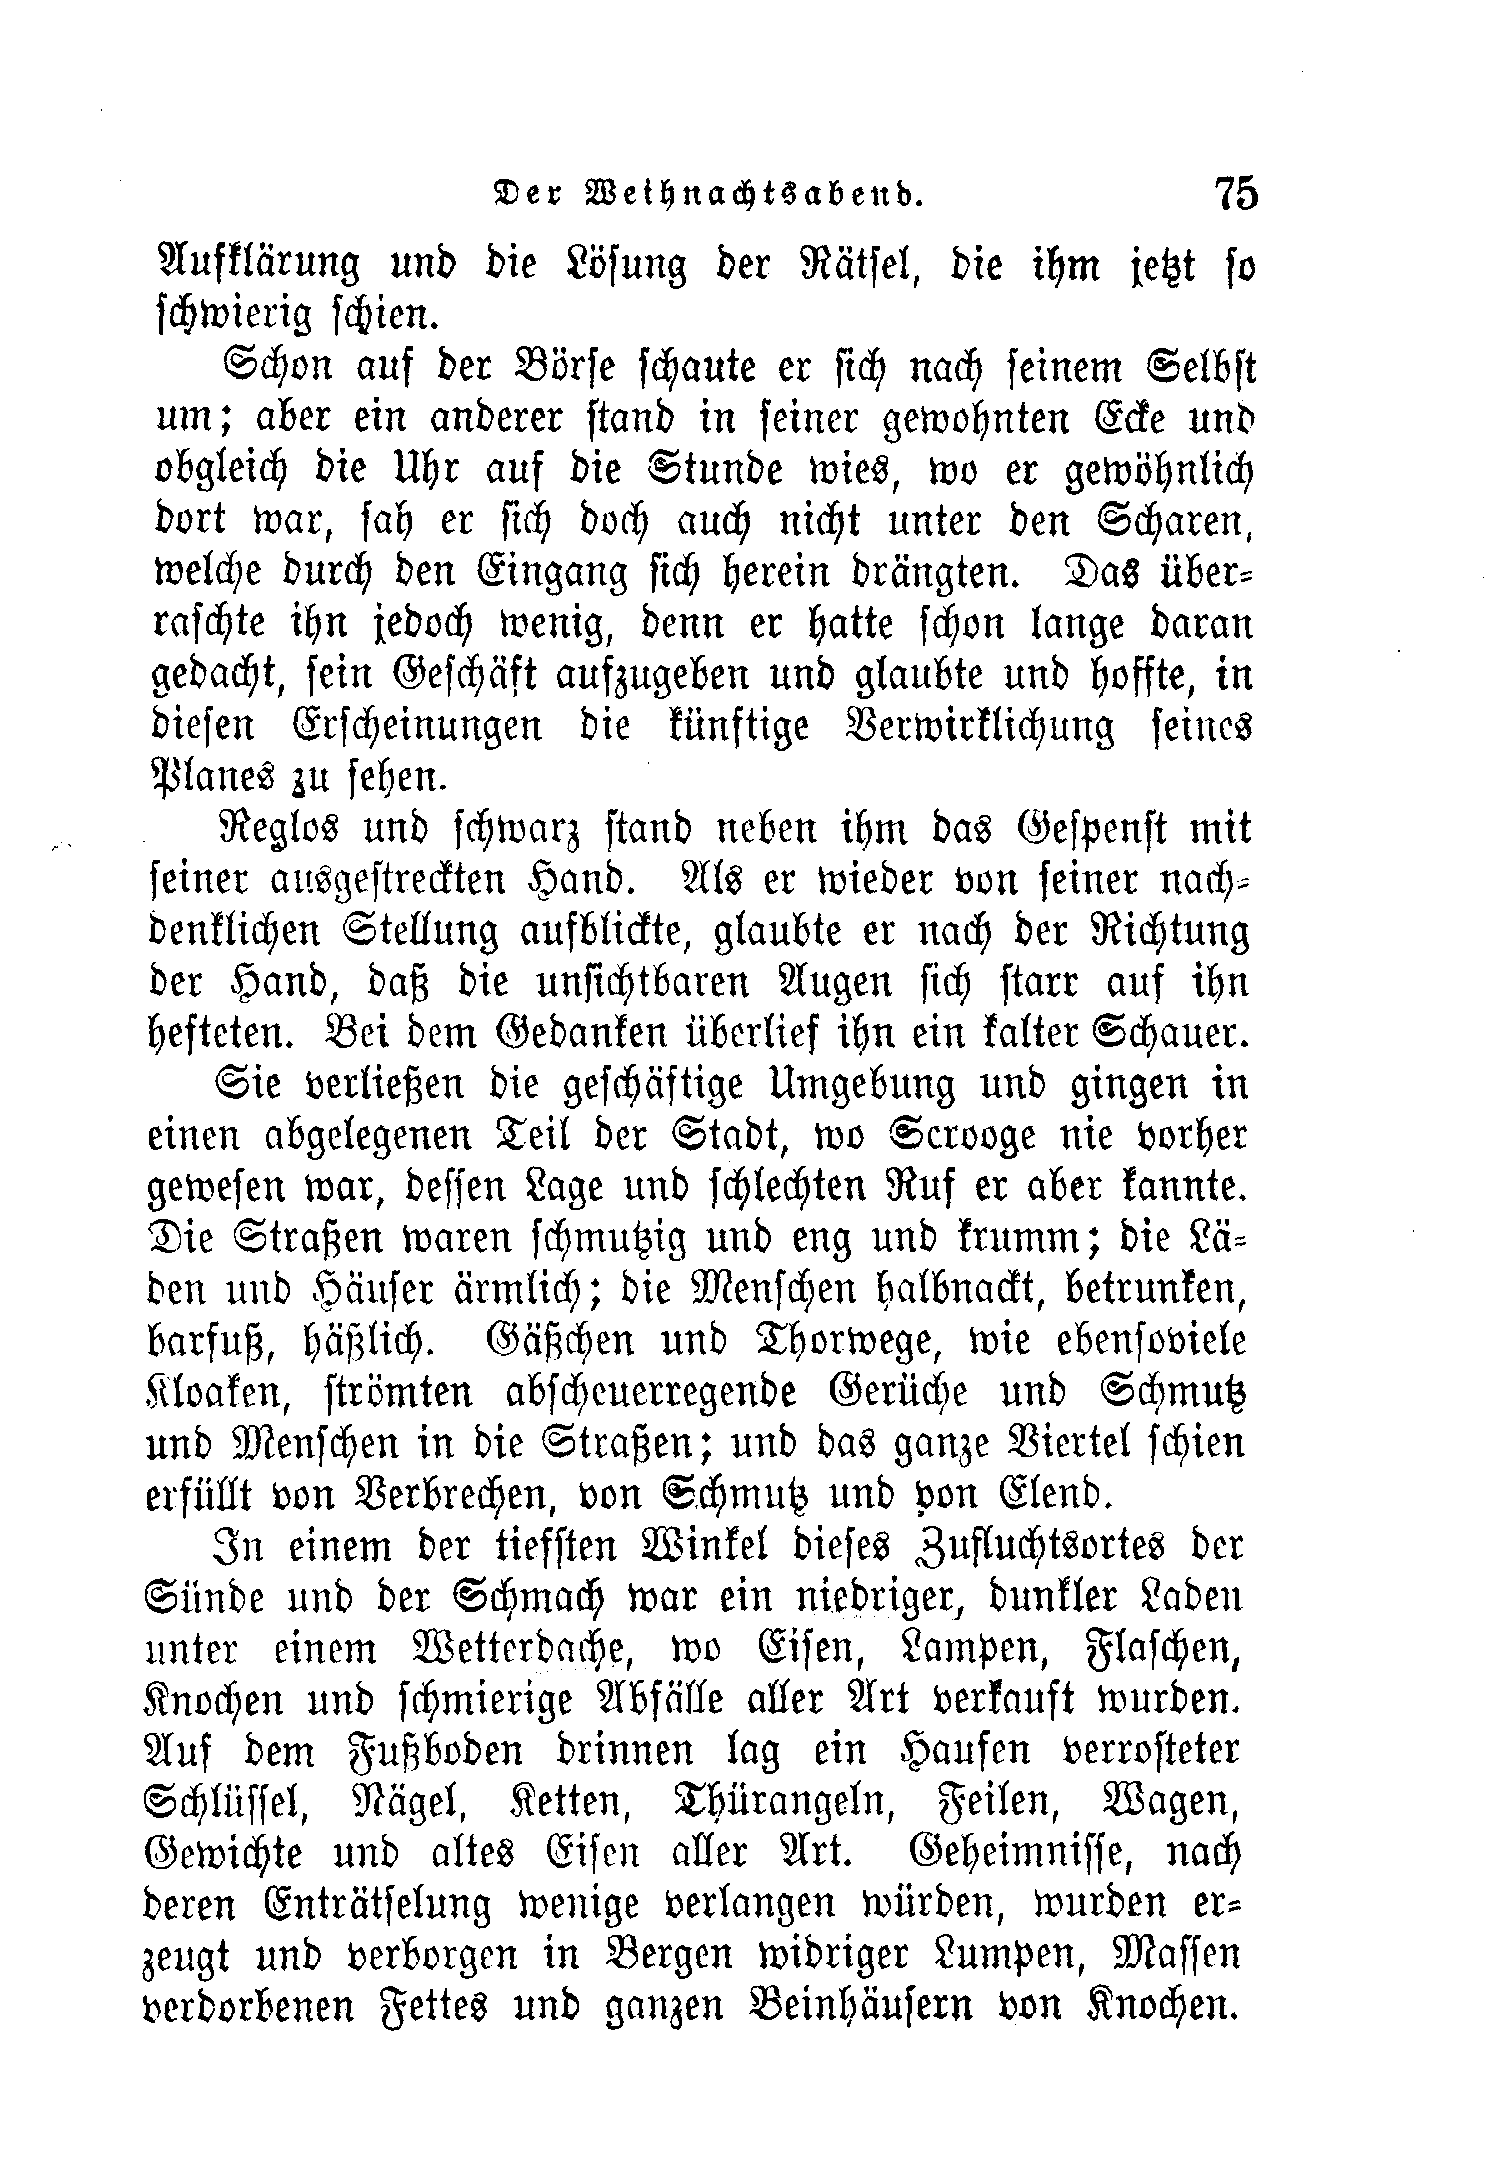 Der Weihnachtsabend. 75
Aufklärung und die Lösung der Rätsel, die ihm jetzt so
schwierig schien.
Schon auf der Börse schaute er sich nach seinem Selbst
um; aber ein anderer stand in seiner gewohnten Ecke und
obgleich die Uhr auf die Stunde wies, wo er gewöhnlich
dort war, sah er sich doch auch nicht unter den Scharen,
welche durch den Eingang sich herein drängten. Das über-
raschte ihn jedoch wenig, denn er hatte schon lange daran
gedacht, sein Geschäft aufzugeben und glaubte und hoffte, in
diesen Erscheinungen die künftige Verwirklichung seines
Planes zu sehen.
Reglos und schwarz stand neben ihm das Gespenst mit
seiner ausgestreckten Hand. Als er wieder von seiner nach-
denklichen Stellung aufblickte, glaubte er nach der Richtung
der Hand, daß die unsichtbaren Augen sich starr auf ihn
hefteten. Bei dem Gedanken überlief ihn ein kalter Schauer.
Sie verließen die geschäftige Umgebung und gingen in
einen abgelegenen Teil der Stadt, wo Scrooge nie vorher
gewesen war, dessen Lage und schlechten Ruf er aber kannte.
Die Straßen waren schmutzig und eng und krumm; die Lä-
den und Häuser ärmlich; die Menschen halbnackt, betrunken,
barfuß, häßlich. Gäßchen und Thorwege, wie ebensoviele
Kloaken, strömten abscheuerregende Gerüche und Schmutz
und Menschen in die Straßen; und das ganze Viertel schien
erfüllt von Verbrechen, von Schmutz und von Elend.
In einem der tiefsten Winkel dieses Zufluchtsortes der
Sünde und der Schmach war ein niedriger, dunkler Laden
unter einem Wetterdache, wo Eisen, Lampen, Flaschen,
Knochen und schmierige Abfälle aller Art verkauft wurden.
Auf dem Fußboden drinnen lag ein Haufen verrosteter
Schlüssel, Nägel, Ketten, Thürangeln, Feilen, Wagen,
Gewichte und altes Eisen aller Art. Geheimnisse, nach
deren Enträtselung wenige verlangen würden, wurden er-
zeugt und verborgen in Bergen widriger Lumpen, Massen
verdorbenen Fettes und ganzen Beinhäusern von Knochen.